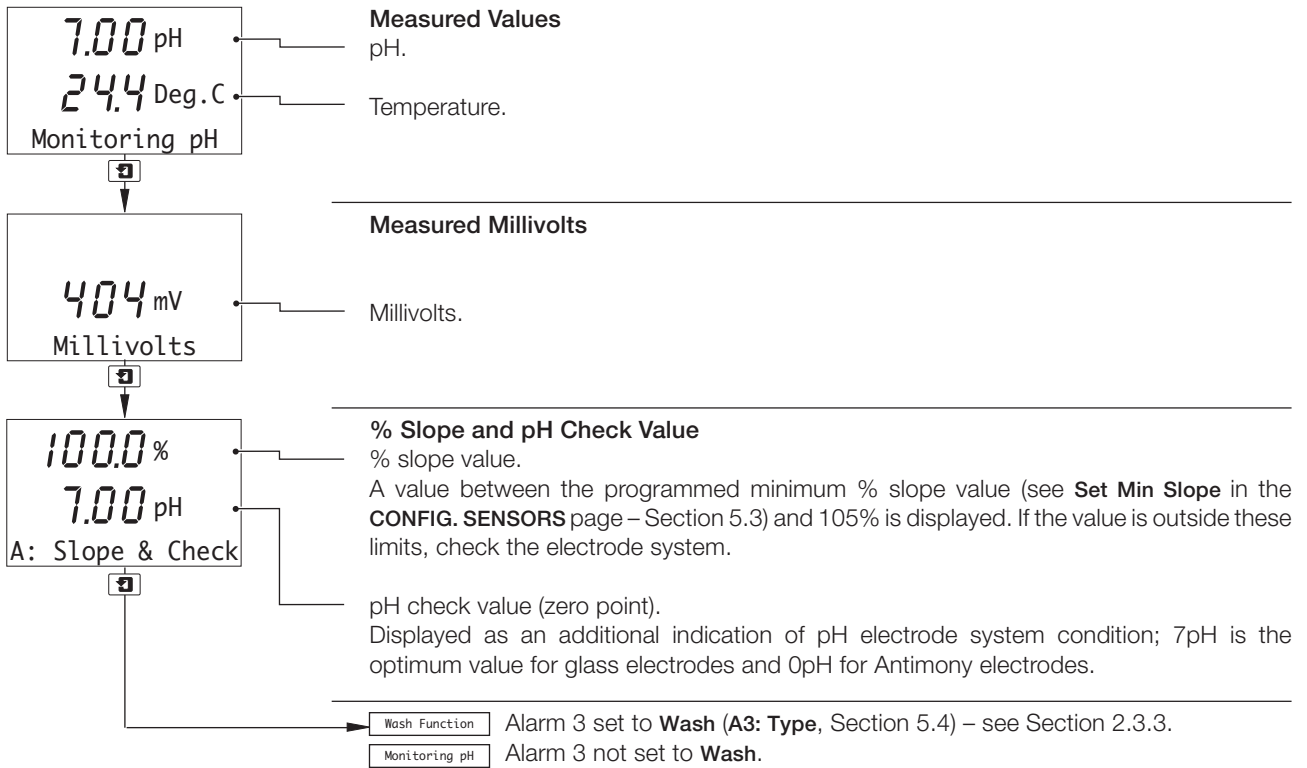 7.00 pH
24.4 Deg.C
Monitoring pH
Measured Values
pH.
Temperature.
404 mV
Millivolts
Measured Millivolts
Millivolts.
100.0 %
7.00 pH
A: Slope & Check
% Slope and pH Check Value
% slope value.
A value between the programmed minimum % slope value (see Set Min Slope in the
CONFIG. SENSORS page – Section 5.3) and 105% is displayed. If the value is outside these
limits, check the electrode system.
pH check value (zero point).
Displayed as an additional indication of pH electrode system condition; 7pH is the
optimum value for glass electrodes and 0pH for Antimony electrodes.
Wash Function Alarm 3 set to Wash (A3: Type, Section 5.4) – see Section 2.3.3.
Monitoring pH Alarm 3 not set to Wash.